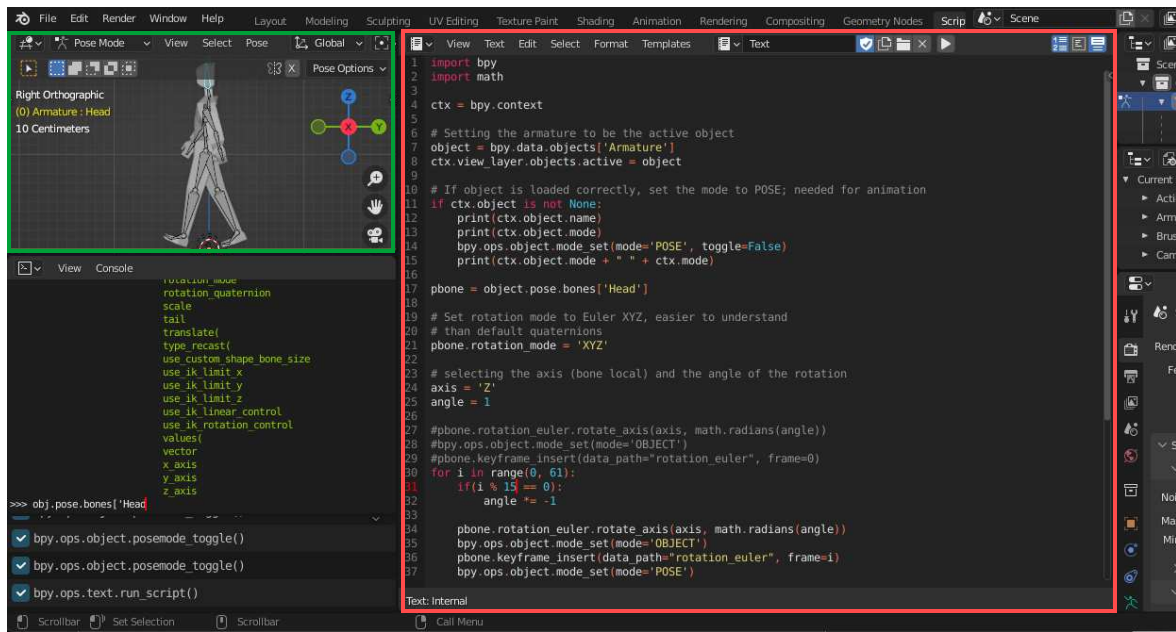 File Edit Render Window Help Layout Modeling Sculpting UV Editing Texture Paint Shading Animation Rendering Compositing Geometry Nodes Scrip Scene
Pose Mode View Select Pose Global
X Pose Options
Right Orthographic
(0) Armature : Head
10 Centimeters
Z
X
Y
View Console
rotation_mode
rotation_quaternion
scale
tail
translate(
type_recast(
use_custom_shape_bone_size
use_ik_limit_x
use_ik_limit_y
use_ik_limit_z
use_ik_linear_control
use_ik_rotation_control
values(
vector
x_axis
y_axis
z_axis
>>> obj.pose.bones['Head
bpy.ops.object.posemode_toggle()
bpy.ops.object.posemode_toggle()
bpy.ops.text.run_script()
View Text Edit Select Format Templates Text
1 import bpy
2 import math
3
4 ctx = bpy.context
5
6 # Setting the armature to be the active object
7 object = bpy.data.objects['Armature']
8 ctx.view_layer.objects.active = object
9
10 # If object is loaded correctly, set the mode to POSE; needed for animation
11 if ctx.object is not None:
12 print(ctx.object.name)
13 print(ctx.object.mode)
14 bpy.ops.object.mode_set(mode='POSE', toggle=False)
15 print(ctx.object.mode + " " + ctx.mode)
16
17 pbone = object.pose.bones['Head']
18
19 # Set rotation mode to Euler XYZ, easier to understand
20 # than default quaternions
21 pbone.rotation_mode = 'XYZ'
22
23 # selecting the axis (bone local) and the angle of the rotation
24 axis = 'Z'
25 angle = 1
26
27 #pbone.rotation_euler.rotate_axis(axis, math.radians(angle))
28 #bpy.ops.object.mode_set(mode='OBJECT')
29 #pbone.keyframe_insert(data_path="rotation_euler", frame=0)
30 for i in range(0, 61):
31 if(i % 15 == 0):
32 angle *= -1
33
34 pbone.rotation_euler.rotate_axis(axis, math.radians(angle))
35 bpy.ops.object.mode_set(mode='OBJECT')
36 pbone.keyframe_insert(data_path="rotation_euler", frame=i)
37 bpy.ops.object.mode_set(mode='POSE')
Text: Internal
Scen
Current
Acti
Arm
Brus
Cam
Rend
Fe
S
Noi
Ma
Min
Scrollbar Set Selection Scrollbar Call Menu